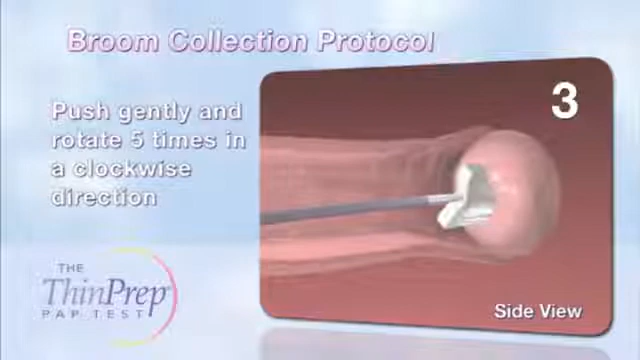 Broom Collection Protocol
3
Push gently and
rotate 5 times in
a clockwise
direction
THE
ThinPrep
PAP TEST
Side View